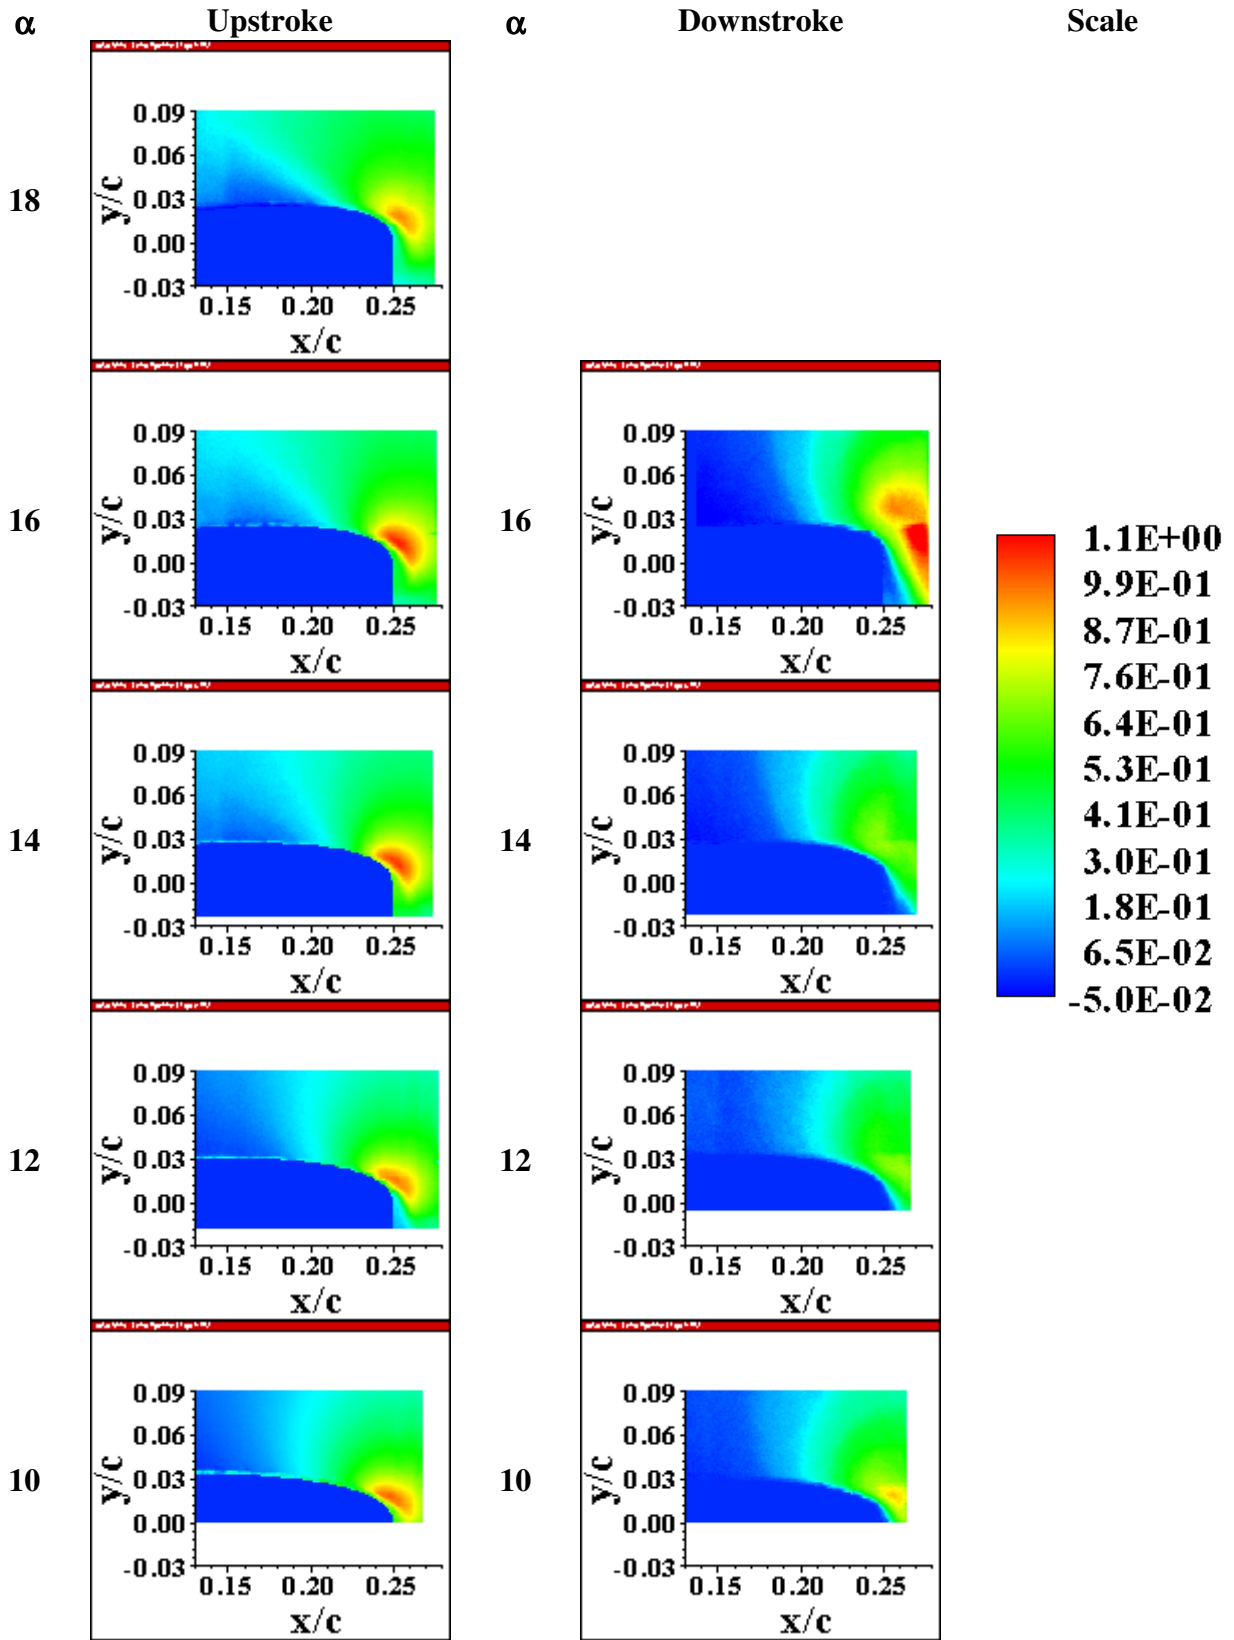 α Upstroke α Downstroke Scale
18
y/c
0.09
0.06
0.03
0.00
-0.03
0.15 0.20 0.25
x/c
16
y/c
0.09
0.06
0.03
0.00
-0.03
0.15 0.20 0.25
x/c
16
y/c
0.09
0.06
0.03
0.00
-0.03
0.15 0.20 0.25
x/c
14
y/c
0.09
0.06
0.03
0.00
-0.03
0.15 0.20 0.25
x/c
14
y/c
0.09
0.06
0.03
0.00
-0.03
0.15 0.20 0.25
x/c
12
y/c
0.09
0.06
0.03
0.00
-0.03
0.15 0.20 0.25
x/c
12
y/c
0.09
0.06
0.03
0.00
-0.03
0.15 0.20 0.25
x/c
10
y/c
0.09
0.06
0.03
0.00
-0.03
0.15 0.20 0.25
x/c
10
y/c
0.09
0.06
0.03
0.00
-0.03
0.15 0.20 0.25
x/c
1.1E+00
9.9E-01
8.7E-01
7.6E-01
6.4E-01
5.3E-01
4.1E-01
3.0E-01
1.8E-01
6.5E-02
-5.0E-02